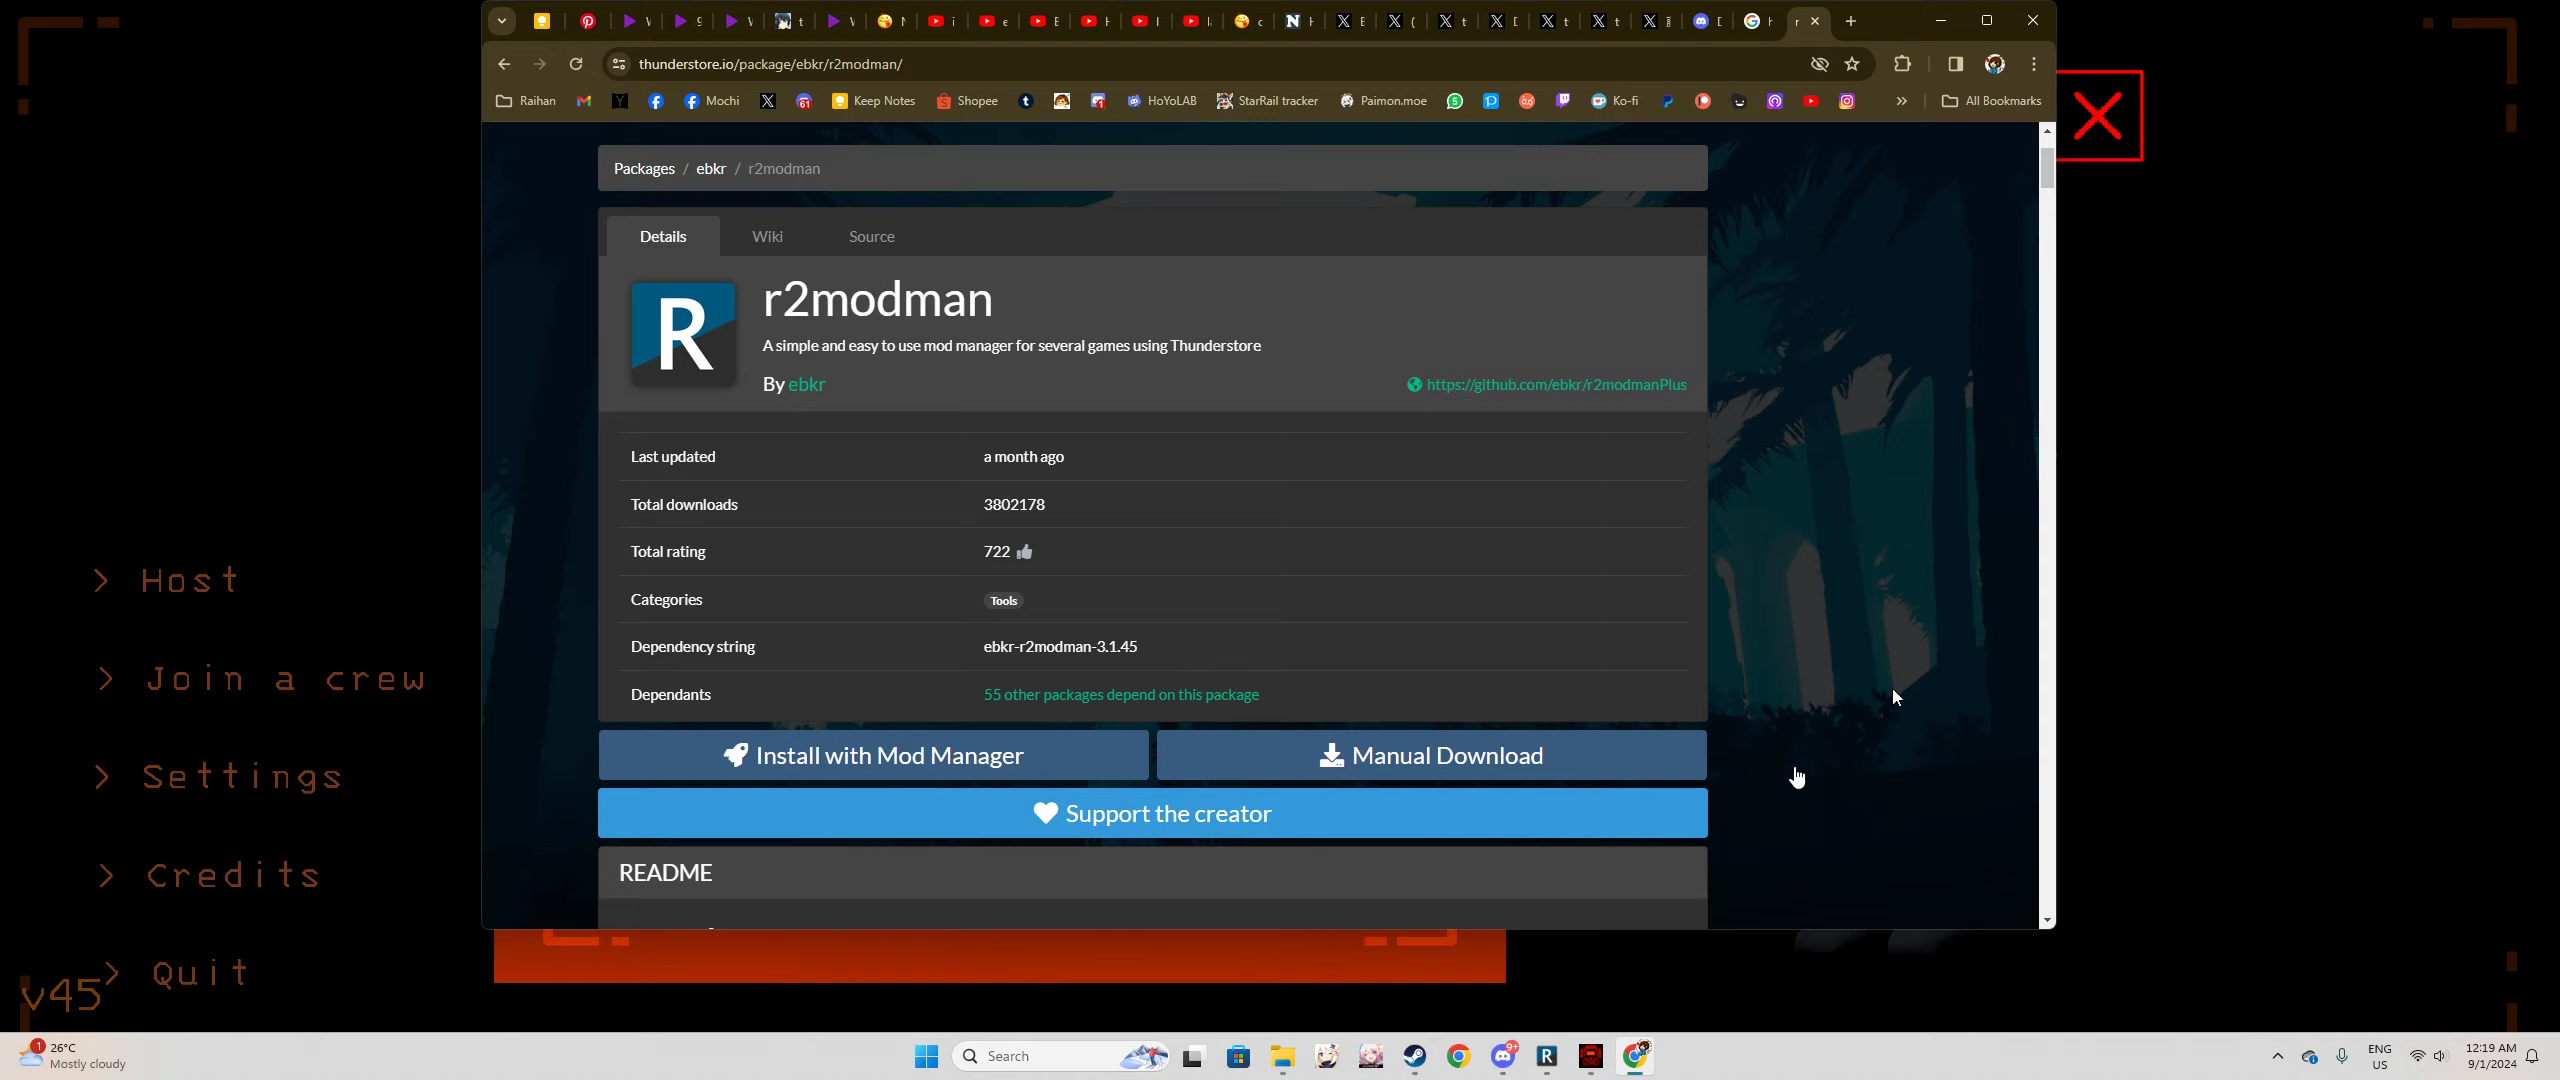 thunderstore.io/package/ebkr/r2modman/
Raihan
Mochi
61
Keep Notes
Shopee
HoYoLAB
StarRail tracker
Paimon.moe
Ko-fi
All Bookmarks
Packages / ebkr / r2modman
Details Wiki Source
R
r2modman
A simple and easy to use mod manager for several games using Thunderstore
By ebkr
https://github.com/ebkr/r2modmanPlus
Last updated a month ago
Total downloads 3802178
Total rating 722
Categories Tools
Dependency string ebkr-r2modman-3.1.45
Dependants 55 other packages depend on this package
Install with Mod Manager
Manual Download
Support the creator
README
> Host
> Join a crew
> Settings
> Credits
> Quit
v45
1
26°C
Mostly cloudy
Search
9+
R
ENG
US
12:19 AM
9/1/2024